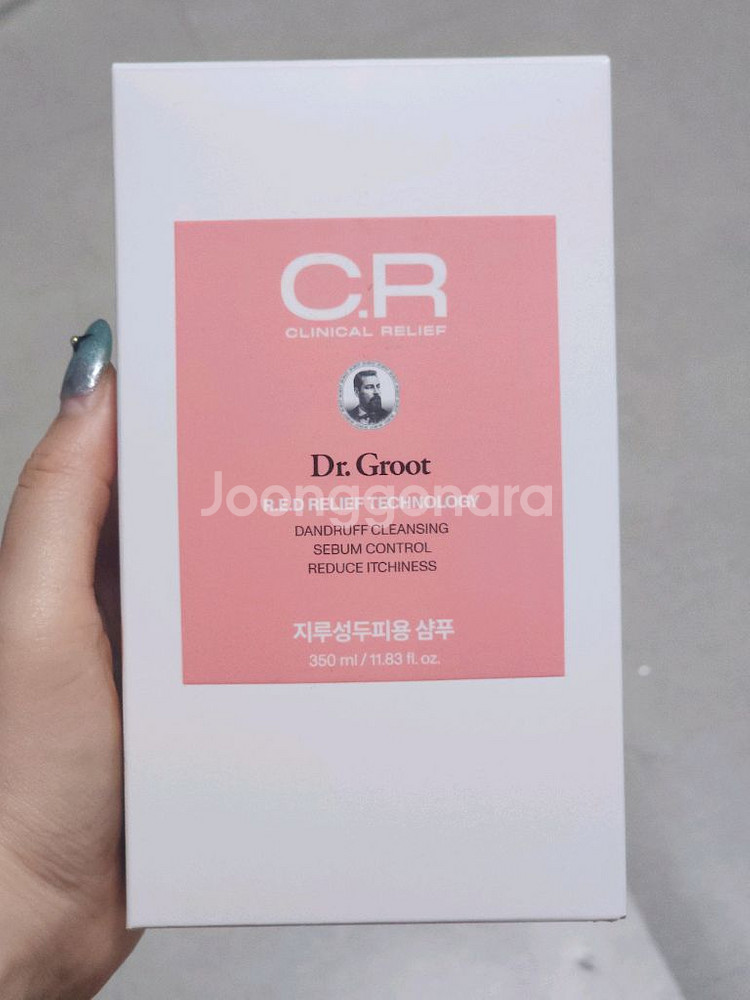 C.R
CLINICAL RELIEF
Dr. Groot
R.E.D RELIEF TECHNOLOGY
Joonggonara
DANDRUFF CLEANSING
SEBUM CONTROL
REDUCE ITCHINESS
지루성두피용 샴푸
350 ml / 11.83 fl. oz.